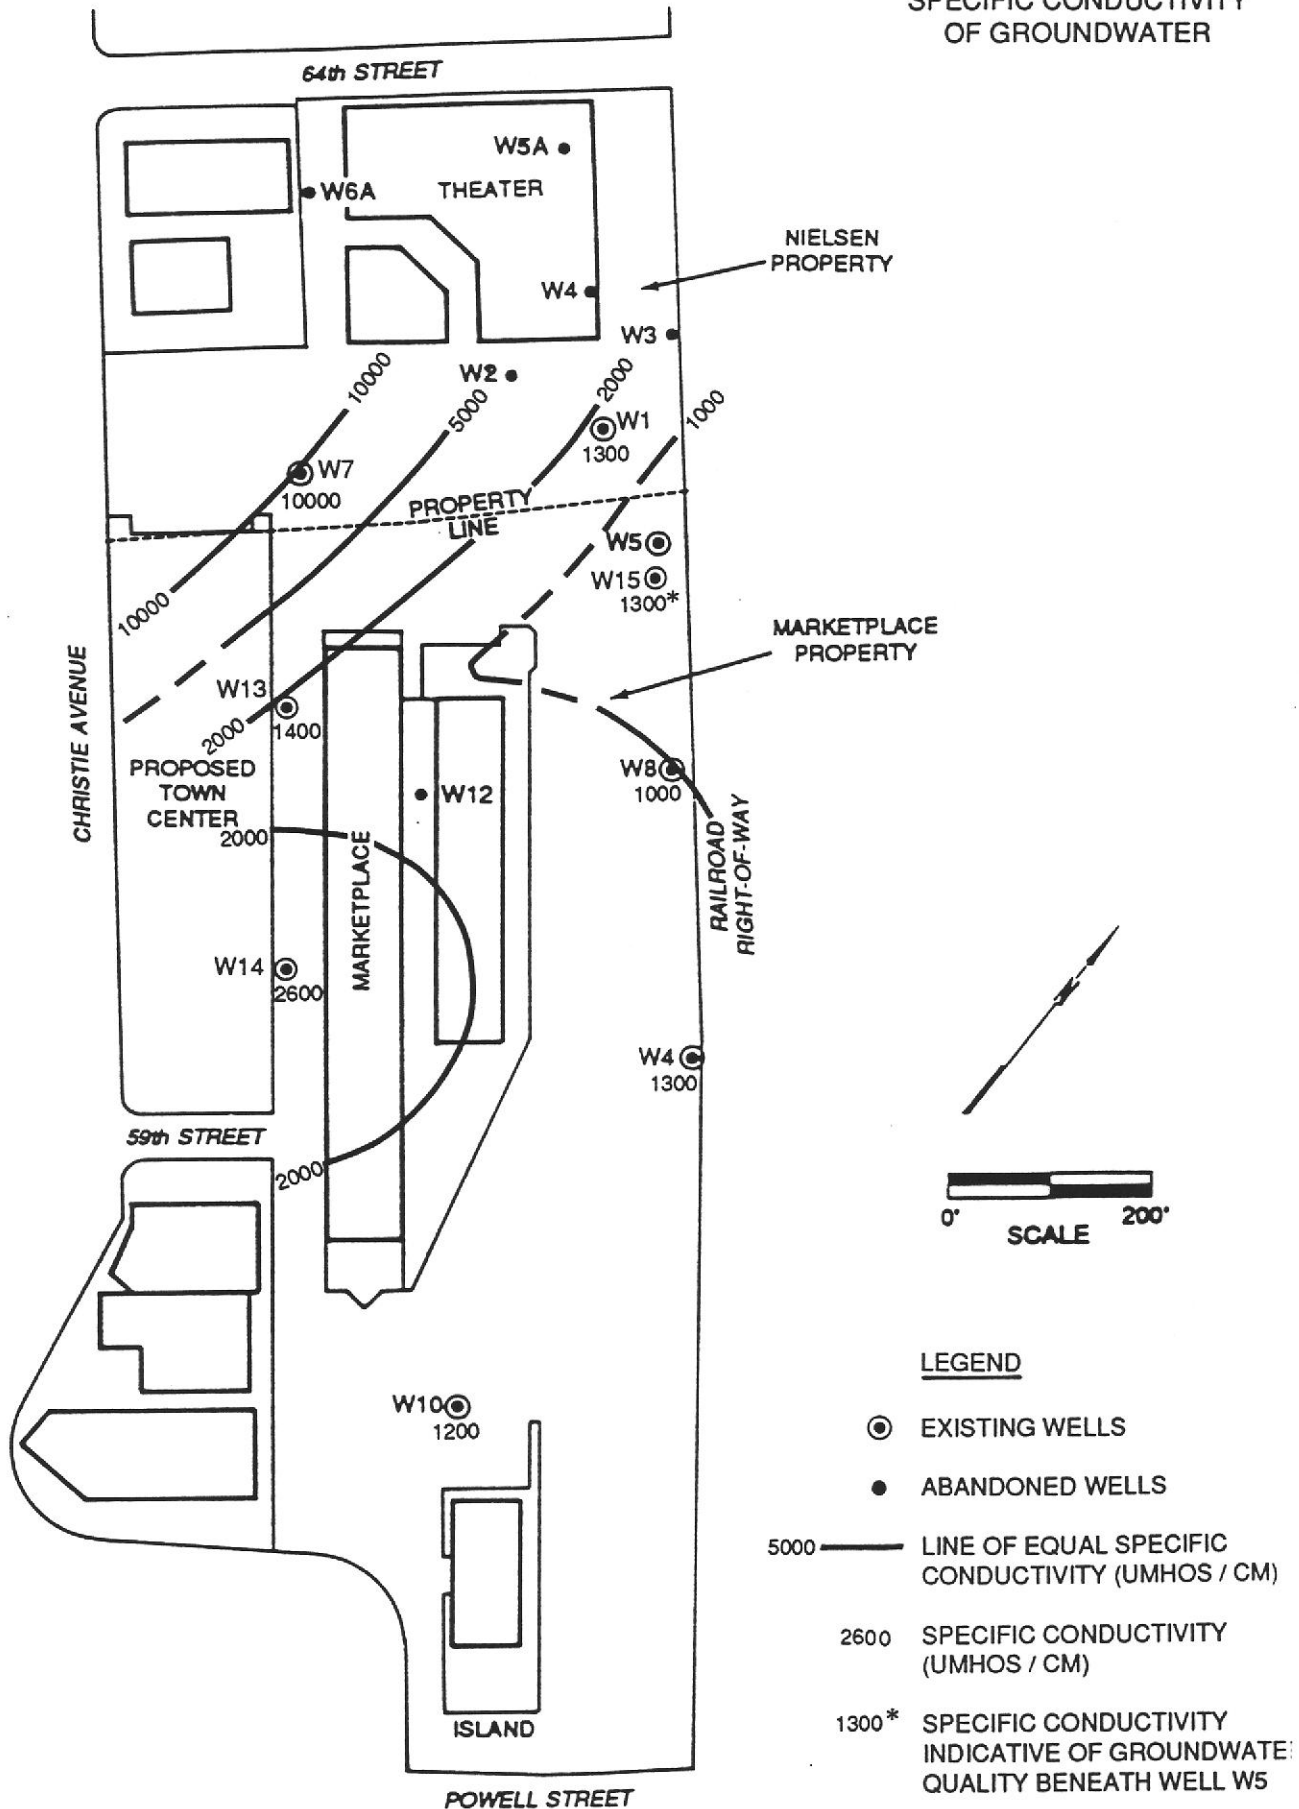 SPECIFIC CONDUCTIVITY
OF GROUNDWATER
64th STREET
W5A
W6A
THEATER
NIELSEN
PROPERTY
W4
W3
10000
W2
5000
2000
1000
W1
1300
W7
10000
PROPERTY
LINE
W5
W15
1300*
10000
MARKETPLACE
PROPERTY
CHRISTIE AVENUE
W13
1400
2000
PROPOSED
TOWN
CENTER
W8
1000
W12
2000
MARKETPLACE
RAILROAD
RIGHT-OF-WAY
W14
2600
N
W4
1300
59th STREET
2000
0'
200'
SCALE
LEGEND
W10
1200
EXISTING WELLS
ABANDONED WELLS
5000 LINE OF EQUAL SPECIFIC
CONDUCTIVITY (UMHOS / CM)
2600 SPECIFIC CONDUCTIVITY
(UMHOS / CM)
1300* SPECIFIC CONDUCTIVITY
INDICATIVE OF GROUNDWATE
QUALITY BENEATH WELL W5
ISLAND
POWELL STREET